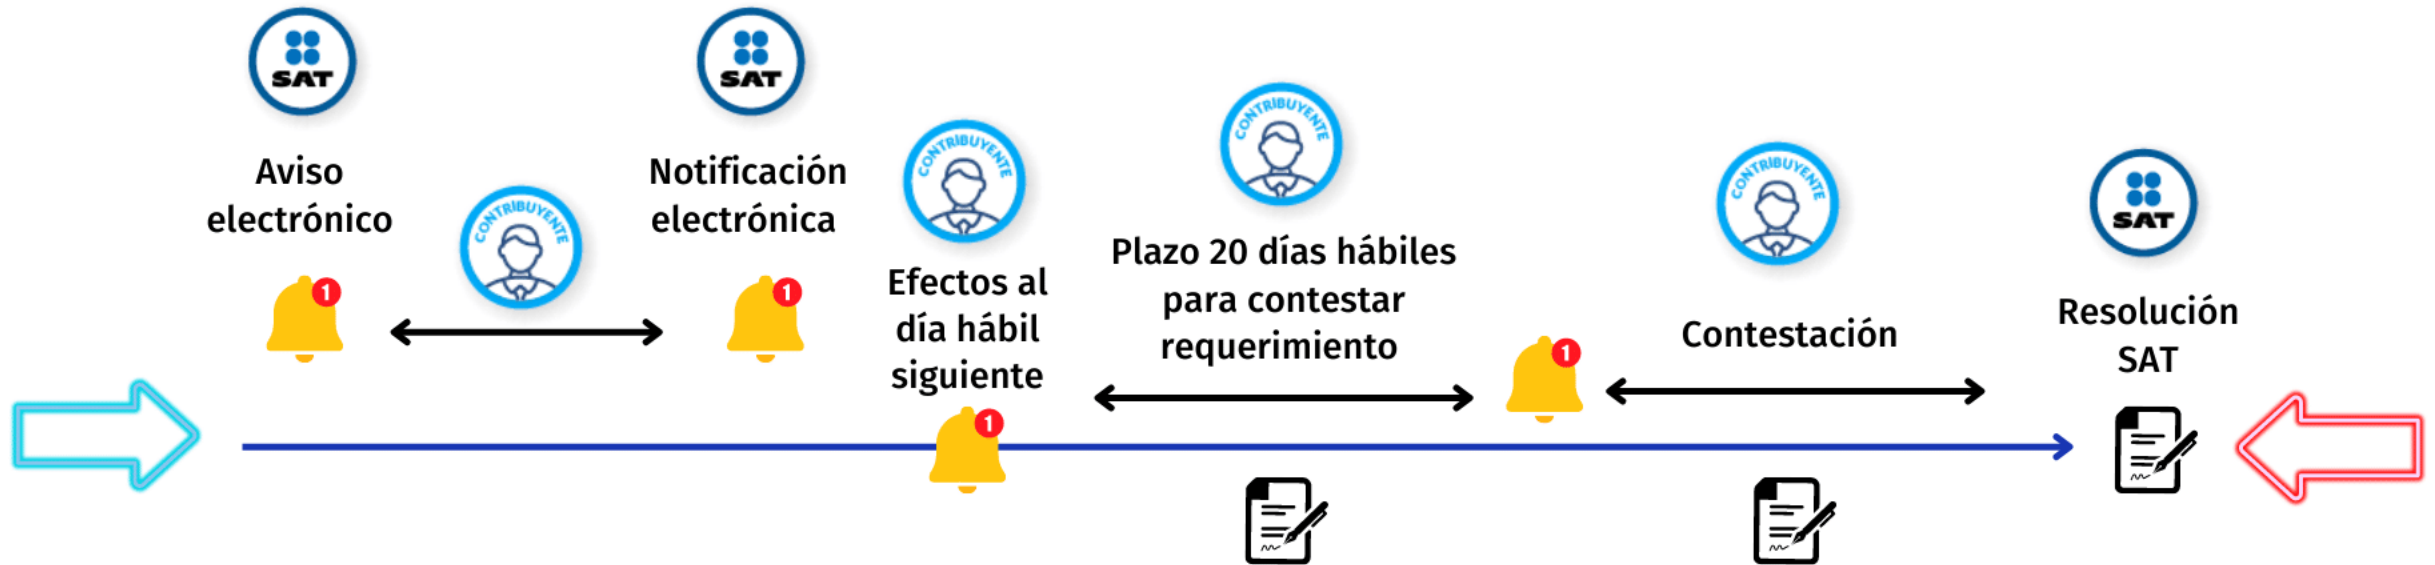 SAT
Aviso
electrónico
1
CONTRIBUYENTE
SAT
Notificación
electrónica
1
CONTRIBUYENTE
Efectos al
día hábil
siguiente
1
CONTRIBUYENTE
Plazo 20 días hábiles
para contestar
requerimiento
1
CONTRIBUYENTE
Contestación
SAT
Resolución
SAT